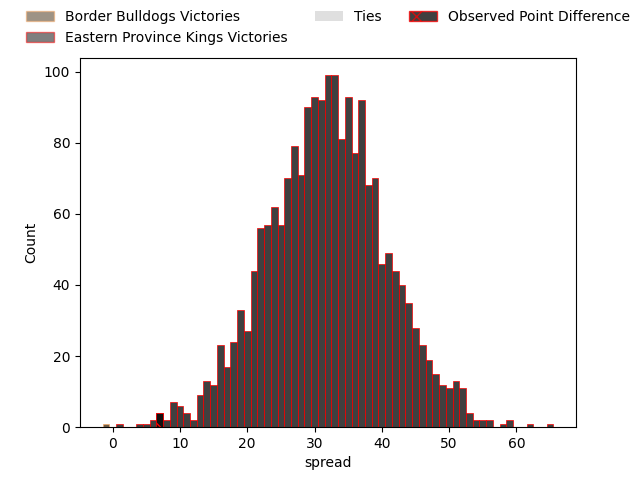 Border Bulldogs Victories
Eastern Province Kings Victories
Ties
Observed Point Difference
100
80
60
40
20
0
Count
0 10 20 30 40 50 60
spread